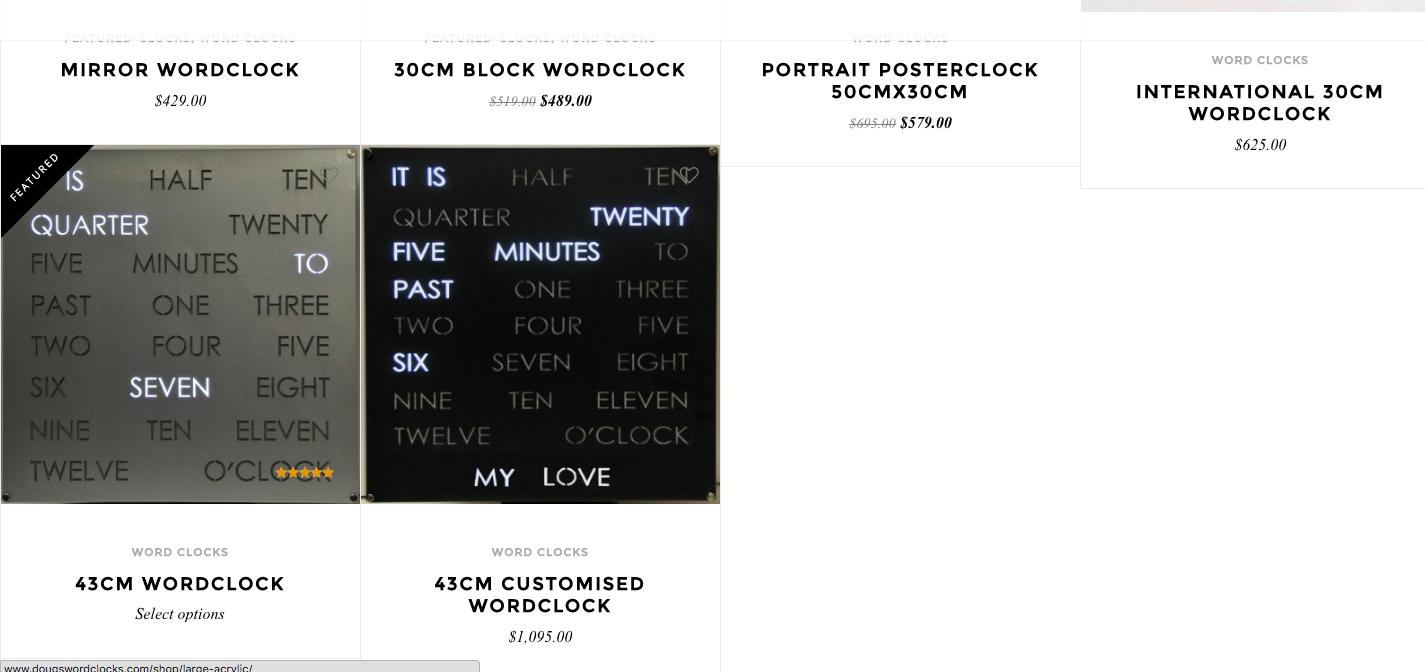 FEATURED CLOCKS, WORD CLOCKS
MIRROR WORDCLOCK
$429.00
FEATURED CLOCKS, WORD CLOCKS
30CM BLOCK WORDCLOCK
$519.00 $489.00
WORD CLOCKS
PORTRAIT POSTERCLOCK
50CMX30CM
$695.00 $579.00
WORD CLOCKS
INTERNATIONAL 30CM
WORDCLOCK
$625.00
FEATURED
IS HALF TEN
QUARTER TWENTY
FIVE MINUTES TO
PAST ONE THREE
TWO FOUR FIVE
SIX SEVEN EIGHT
NINE TEN ELEVEN
TWELVE O'CLOCK
WORD CLOCKS
43CM WORDCLOCK
Select options
IT IS HALF TEN
QUARTER TWENTY
FIVE MINUTES TO
PAST ONE THREE
TWO FOUR FIVE
SIX SEVEN EIGHT
NINE TEN ELEVEN
TWELVE O'CLOCK
MY LOVE
WORD CLOCKS
43CM CUSTOMISED
WORDCLOCK
$1,095.00
www.dougswordclocks.com/shop/large-acrylic/